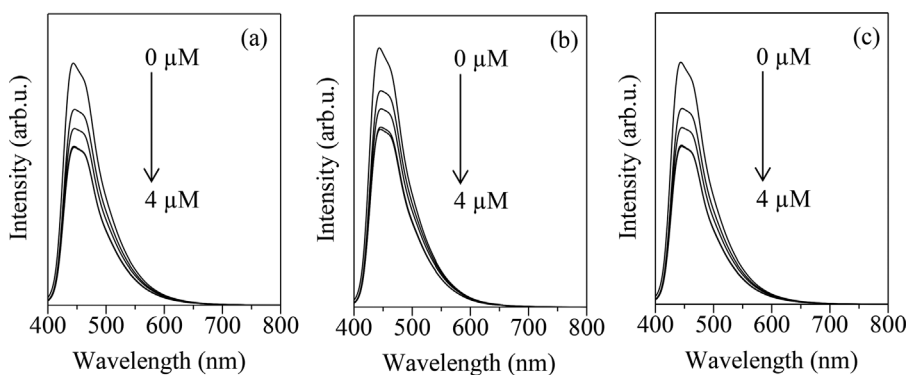 (a)
0 µM
4 µM
Intensity (arb.u.)
400 500 600 700 800
Wavelength (nm)
(b)
0 µM
4 µM
Intensity (arb.u.)
400 500 600 700 800
Wavelength (nm)
(c)
0 µM
4 µM
Intensity (arb.u.)
400 500 600 700 800
Wavelength (nm)